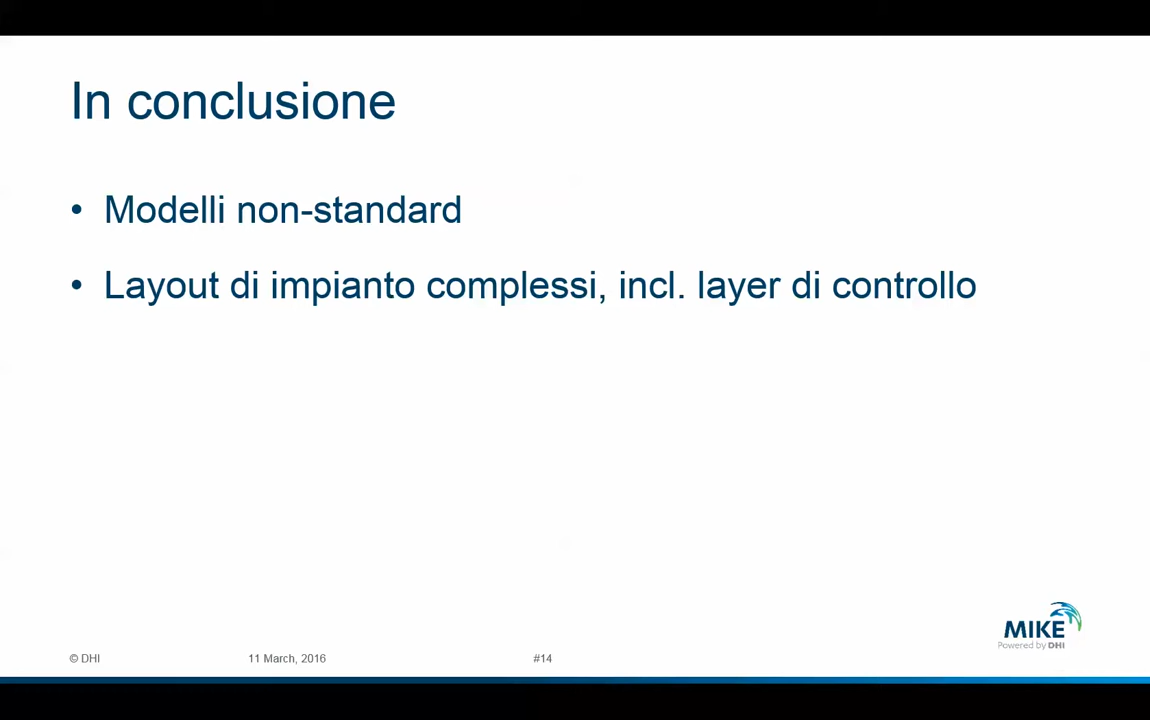 In conclusione
• Modelli non-standard
• Layout di impianto complessi, incl. layer di controllo
MIKE
Powered by DHI
© DHI 11 March, 2016 #14